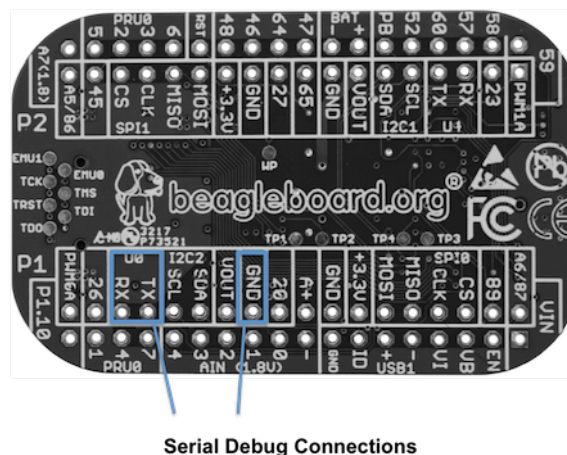 PRU0 BAT
A7(1.8) 5 2 3 6 RST 48 46 44 47 - + PB 52 60 57 58 59
P2 A5/86 45 CS CLK MISO MOSI +3.3V GND 27 65 GND VOUT SDA SCL TX RX 23 PWM1A
SPI1 I2C1 U4
EMU1
EMU0
TCK
TMS
TRST
TDI
TDO
WP
beagleboard.org®
FC CE
3217
P73521
TP1 TP2 TP4 TP3
P1 U0 I2C2 SPI0
P1.10 PWM0A 26 RX TX SCL SDA VOUT GND 20 A+ GND +3.3V MOSI MISO CLK CS 89 A6/87 VIN
1 4 7 4 3 2 1 0 - GND ID + - VI VB EN
PRU0 AIN (1.8V) USB1
Serial Debug Connections